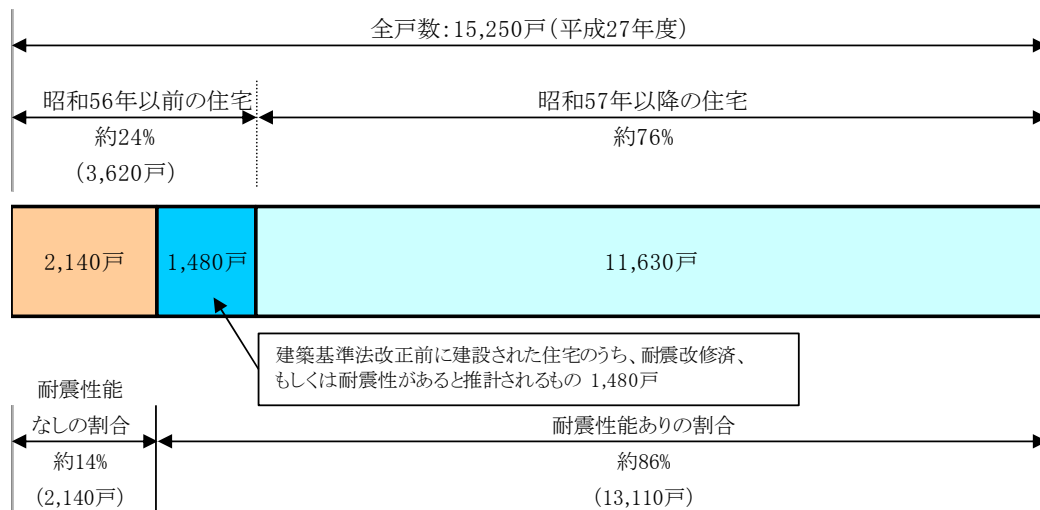 全戸数：15,250戸（平成27年度）
昭和56年以前の住宅
昭和57年以降の住宅
約24%
約76%
（3,620戸）
2,140戸
1,480戸
11,630戸
建築基準法改正前に建設された住宅のうち、耐震改修済、
もしくは耐震性があると推計されるもの 1,480戸
耐震性能
なしの割合
耐震性能ありの割合
約14%
約86%
（2,140戸）
（13,110戸）